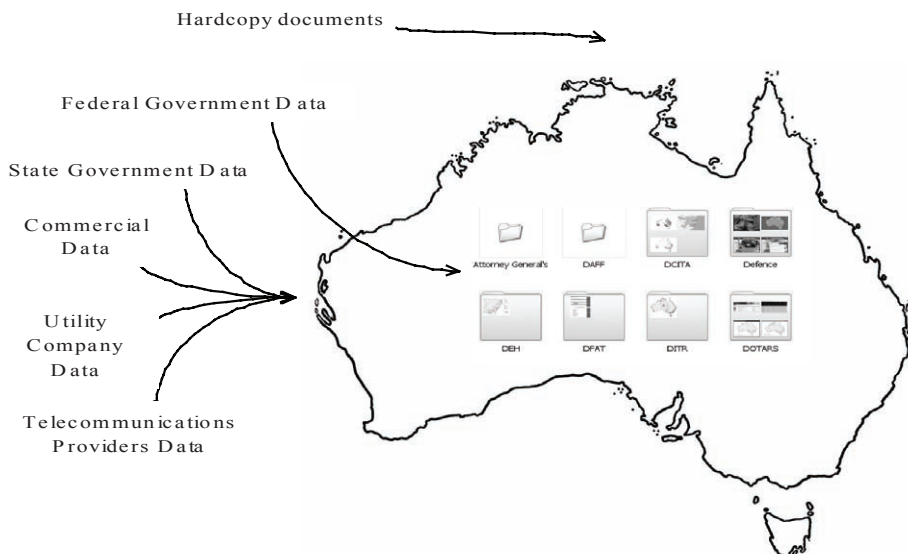 Hardcopy documents
Federal Government Data
State Government Data
Commercial
Data
Utility
Company
Data
Telecommunications
Providers Data
Attorney General's
DAFF
DCITA
Defence
DEH
DFAT
DITR
DOTARS